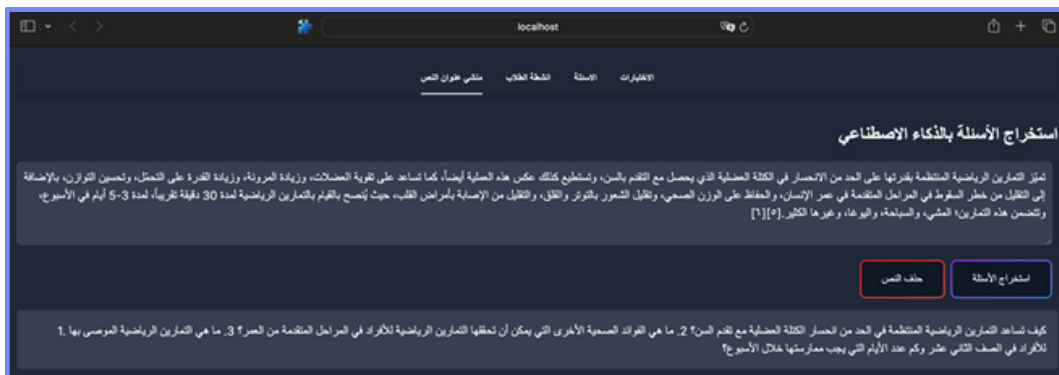 localhost
الاختبارات
الاسئلة
انشطة الطلاب
منشئ عنوان النص
استخراج الأسئلة بالذكاء الاصطناعي
تميّز التمارين الرياضية المنتظمة بقدرتها على الحد من الانحسار في الكتلة العضلية الذي يحصل مع التقدم بالسن، وتستطيع كذلك عكس هذه العملية أيضاً، كما تساعد على تقوية العضلات، وزيادة المرونة، وزيادة القدرة على التحمّل، وتحسين التوازن، بالإضافة
إلى التقليل من خطر السقوط في المراحل المتقدمة في عمر الإنسان، والحفاظ على الوزن الصحي، وتقليل الشعور بالتوتر والقلق، والتقليل من الإصابة بأمراض القلب، حيث يُنصح بالقيام بالتمارين الرياضية لمدة 30 دقيقة تقريباً، لمدة 3-5 أيام في الأسبوع،
وتتضمن هذه التمارين؛ المشي، والسباحة، واليوغا، وغيرها الكثير.[٥][٦]
استخراج الأسئلة
حذف النص
كيف تساعد التمارين الرياضية المنتظمة في الحد من انحسار الكتلة العضلية مع تقدم السن؟ 2. ما هي الفوائد الصحية الأخرى التي يمكن أن تحققها التمارين الرياضية للأفراد في المراحل المتقدمة من العمر؟ 3. ما هي التمارين الرياضية الموصى بها .1
للأفراد في الصف الثاني عشر وكم عدد الأيام التي يجب ممارستها خلال الأسبوع؟